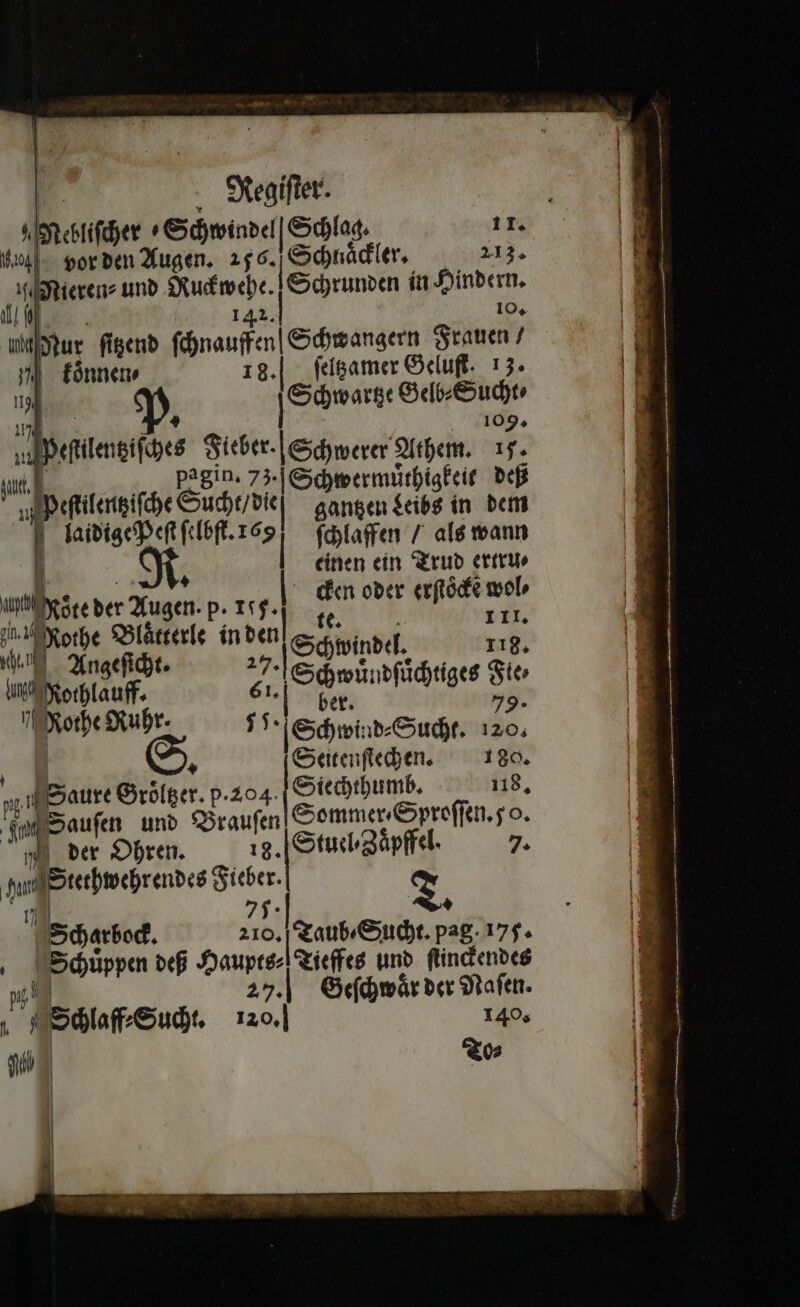 Regiſter.
Nebliſcher ⸗Schwindel
vor den Augen. 256.
Nieren⸗ und Ruckwehe.
142.
Nur ſitzend ſchnauffen
können⸗ 18.
P.
Peſtilentziſches Fieber.
pagin. 73.
Peſtilentziſche Sucht/die
laidige Peſt ſelbſt. 169
R.
Röte der Augen. p. 155.
Rothe Blätterle in den
Angeſicht. 27.
Rothlauff. 61.
Rothe Ruhr. 55.
S.
Saure Gröltzer. p. 204.
Sauſen und Brauſen
der Ohren. 18.
Stethwehrendes Fieber.
75.
Scharbock. 210.
Schüppen deß Haupts⸗
27.
Schlaff⸗Sucht. 120.
Schlag. 11.
Schnäckler. 213.
Schrunden in Hindern.
10.
Schwangern Frauen /
ſeltzamer Geluſt. 13.
Schwartze Gelb⸗Sucht⸗
109.
Schwerer Athem. 15.
Schwermüthigkeit deß
gantzen Leibs in dem
ſchlaffen / als wann
einen ein Trud ertru⸗
cken oder erſtöckē wol⸗
te. 111.
Schwindel. 118.
Schwündſüchtiges Fie⸗
ber. 79.
Schwind⸗Sucht. 120.
Seitenſtechen. 180.
Siechthumb. 118.
Sommer⸗Sproſſen. 50.
Stuel⸗Zäpffel. 7.
T.
Taub⸗Sucht. pag. 175.
Tieffes und ſtinckendes
Geſchwär der Naſen.
140.
To⸗